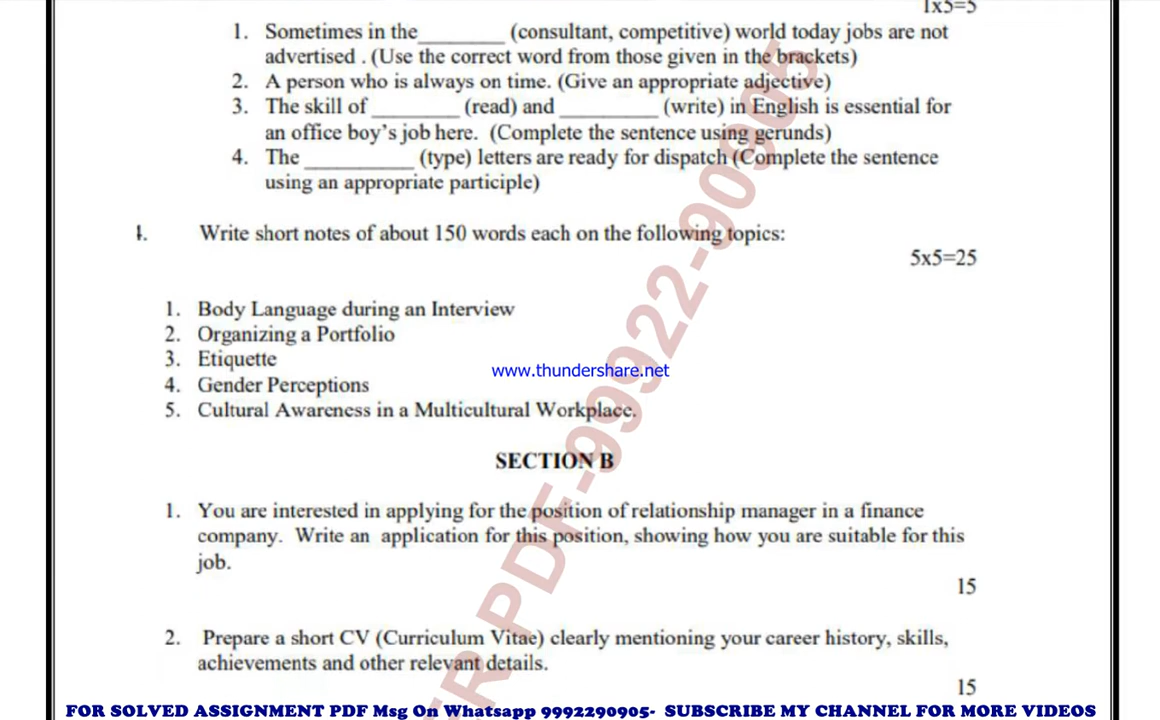 1x5=5
1. Sometimes in the________ (consultant, competitive) world today jobs are not
advertised . (Use the correct word from those given in the brackets)
2. A person who is always on time. (Give an appropriate adjective)
3. The skill of ________ (read) and _________ (write) in English is essential for
an office boy's job here. (Complete the sentence using gerunds)
4. The __________ (type) letters are ready for dispatch (Complete the sentence
using an appropriate participle)
Write short notes of about 150 words each on the following topics:
5x5=25
1. Body Language during an Interview
2. Organizing a Portfolio
3. Etiquette
www.thundershare.net
4. Gender Perceptions
5. Cultural Awareness in a Multicultural Workplace.
SECTION B
1. You are interested in applying for the position of relationship manager in a finance
company. Write an application for this position, showing how you are suitable for this
job.
15
2. Prepare a short CV (Curriculum Vitae) clearly mentioning your career history, skills,
achievements and other relevant details.
15
PDF-99922-90905
FOR SOLVED ASSIGNMENT PDF Msg On Whatsapp 9992290905- SUBSCRIBE MY CHANNEL FOR MORE VIDEOS